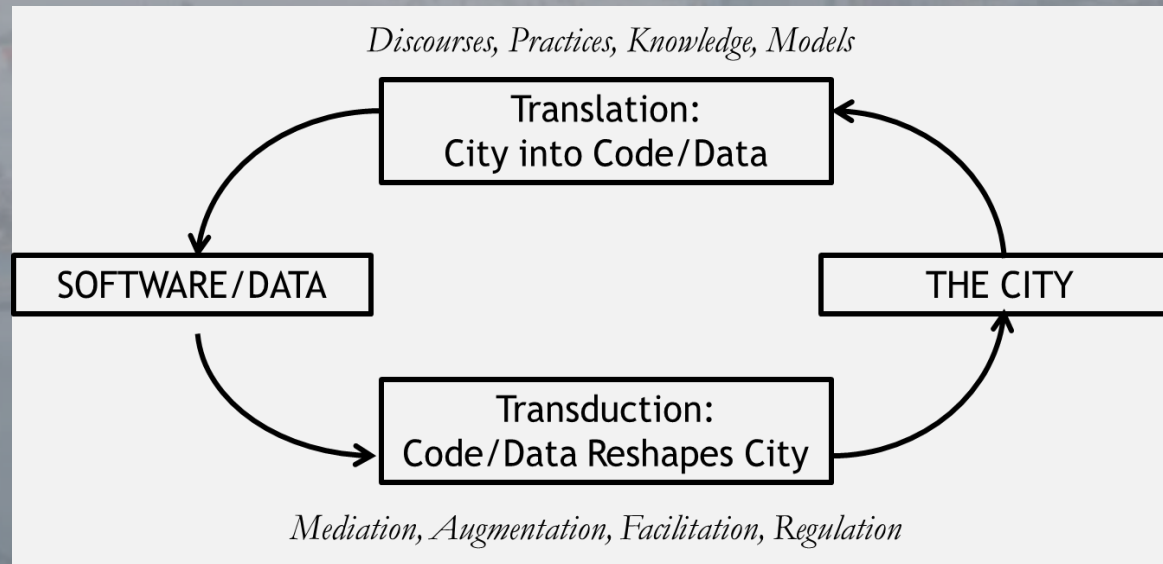 Discourses, Practices, Knowledge, Models
Translation:
City into Code/Data
SOFTWARE/DATA
THE CITY
Transduction:
Code/Data Reshapes City
Mediation, Augmentation, Facilitation, Regulation